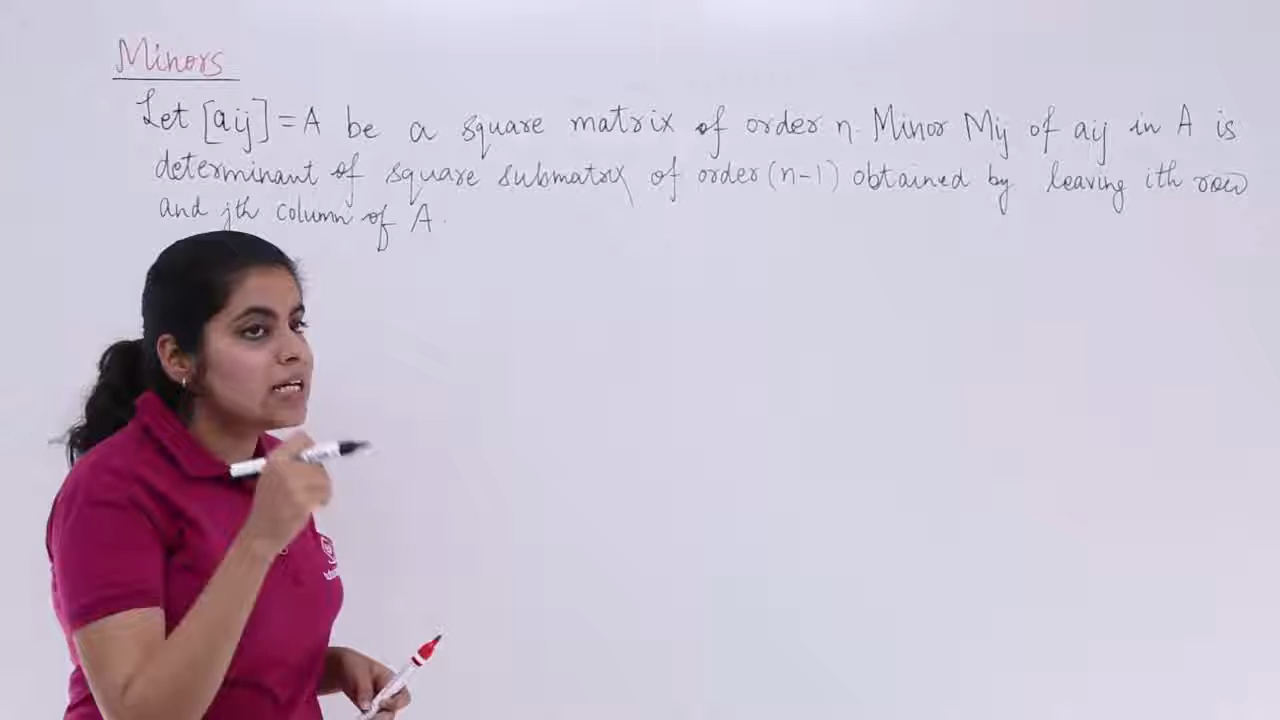 Minors
Let [aij] = A be a square matrix of order n. Minor Mij of aij in A is
determinant of square submatrix of order (n-1) obtained by leaving ith row
and jth column of A.